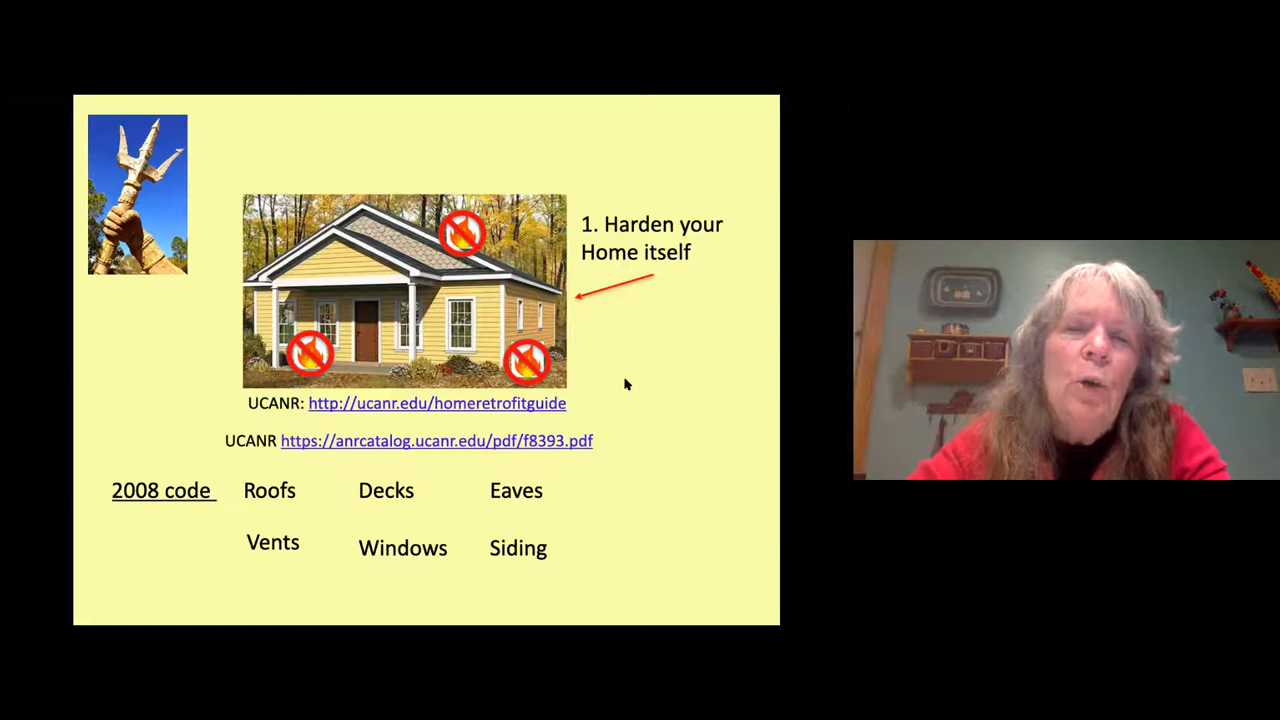 1. Harden your
Home itself
UCANR: http://ucanr.edu/homeretrofitguide
UCANR https://anrcatalog.ucanr.edu/pdf/f8393.pdf
2008 code Roofs Decks Eaves
Vents Windows Siding